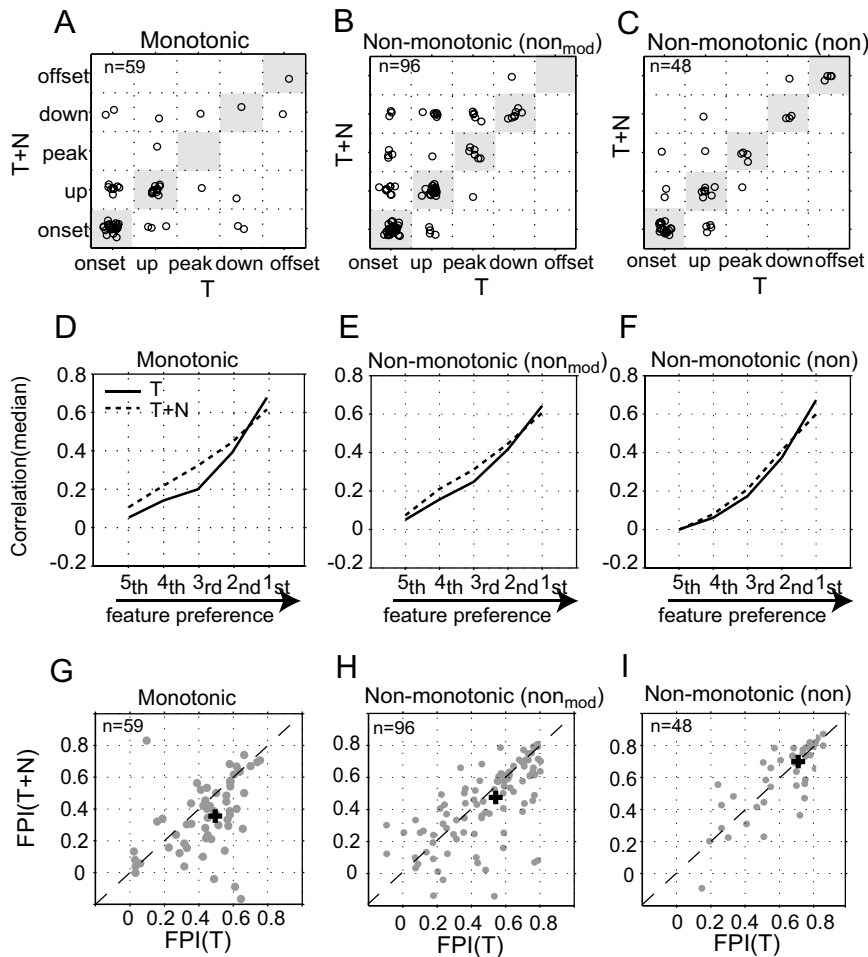 A
Monotonic
n=59
T+N
offset
down
peak
up
onset
onset up peak down offset
T
B
Non-monotonic (nonmod)
n=96
T+N
onset up peak down offset
T
C
Non-monotonic (non)
n=48
T+N
onset up peak down offset
T
D
Monotonic
Correlation(median)
0.8
0.6
0.4
0.2
0
-0.2
T
T+N
5th 4th 3rd 2nd 1st
feature preference
E
Non-monotonic (nonmod)
0.8
0.6
0.4
0.2
0
-0.2
5th 4th 3rd 2nd 1st
feature preference
F
Non-monotonic (non)
0.8
0.6
0.4
0.2
0
-0.2
5th 4th 3rd 2nd 1st
feature preference
G
Monotonic
n=59
FPI(T+N)
0.8
0.6
0.4
0.2
0
0 0.2 0.4 0.6 0.8
FPI(T)
H
Non-monotonic (nonmod)
n=96
0.8
0.6
0.4
0.2
0
0 0.2 0.4 0.6 0.8
FPI(T)
I
Non-monotonic (non)
n=48
0.8
0.6
0.4
0.2
0
0 0.2 0.4 0.6 0.8
FPI(T)